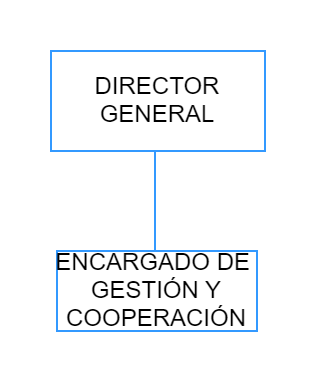 DIRECTOR
GENERAL
ENCARGADO DE
GESTIÓN Y
COOPERACIÓN